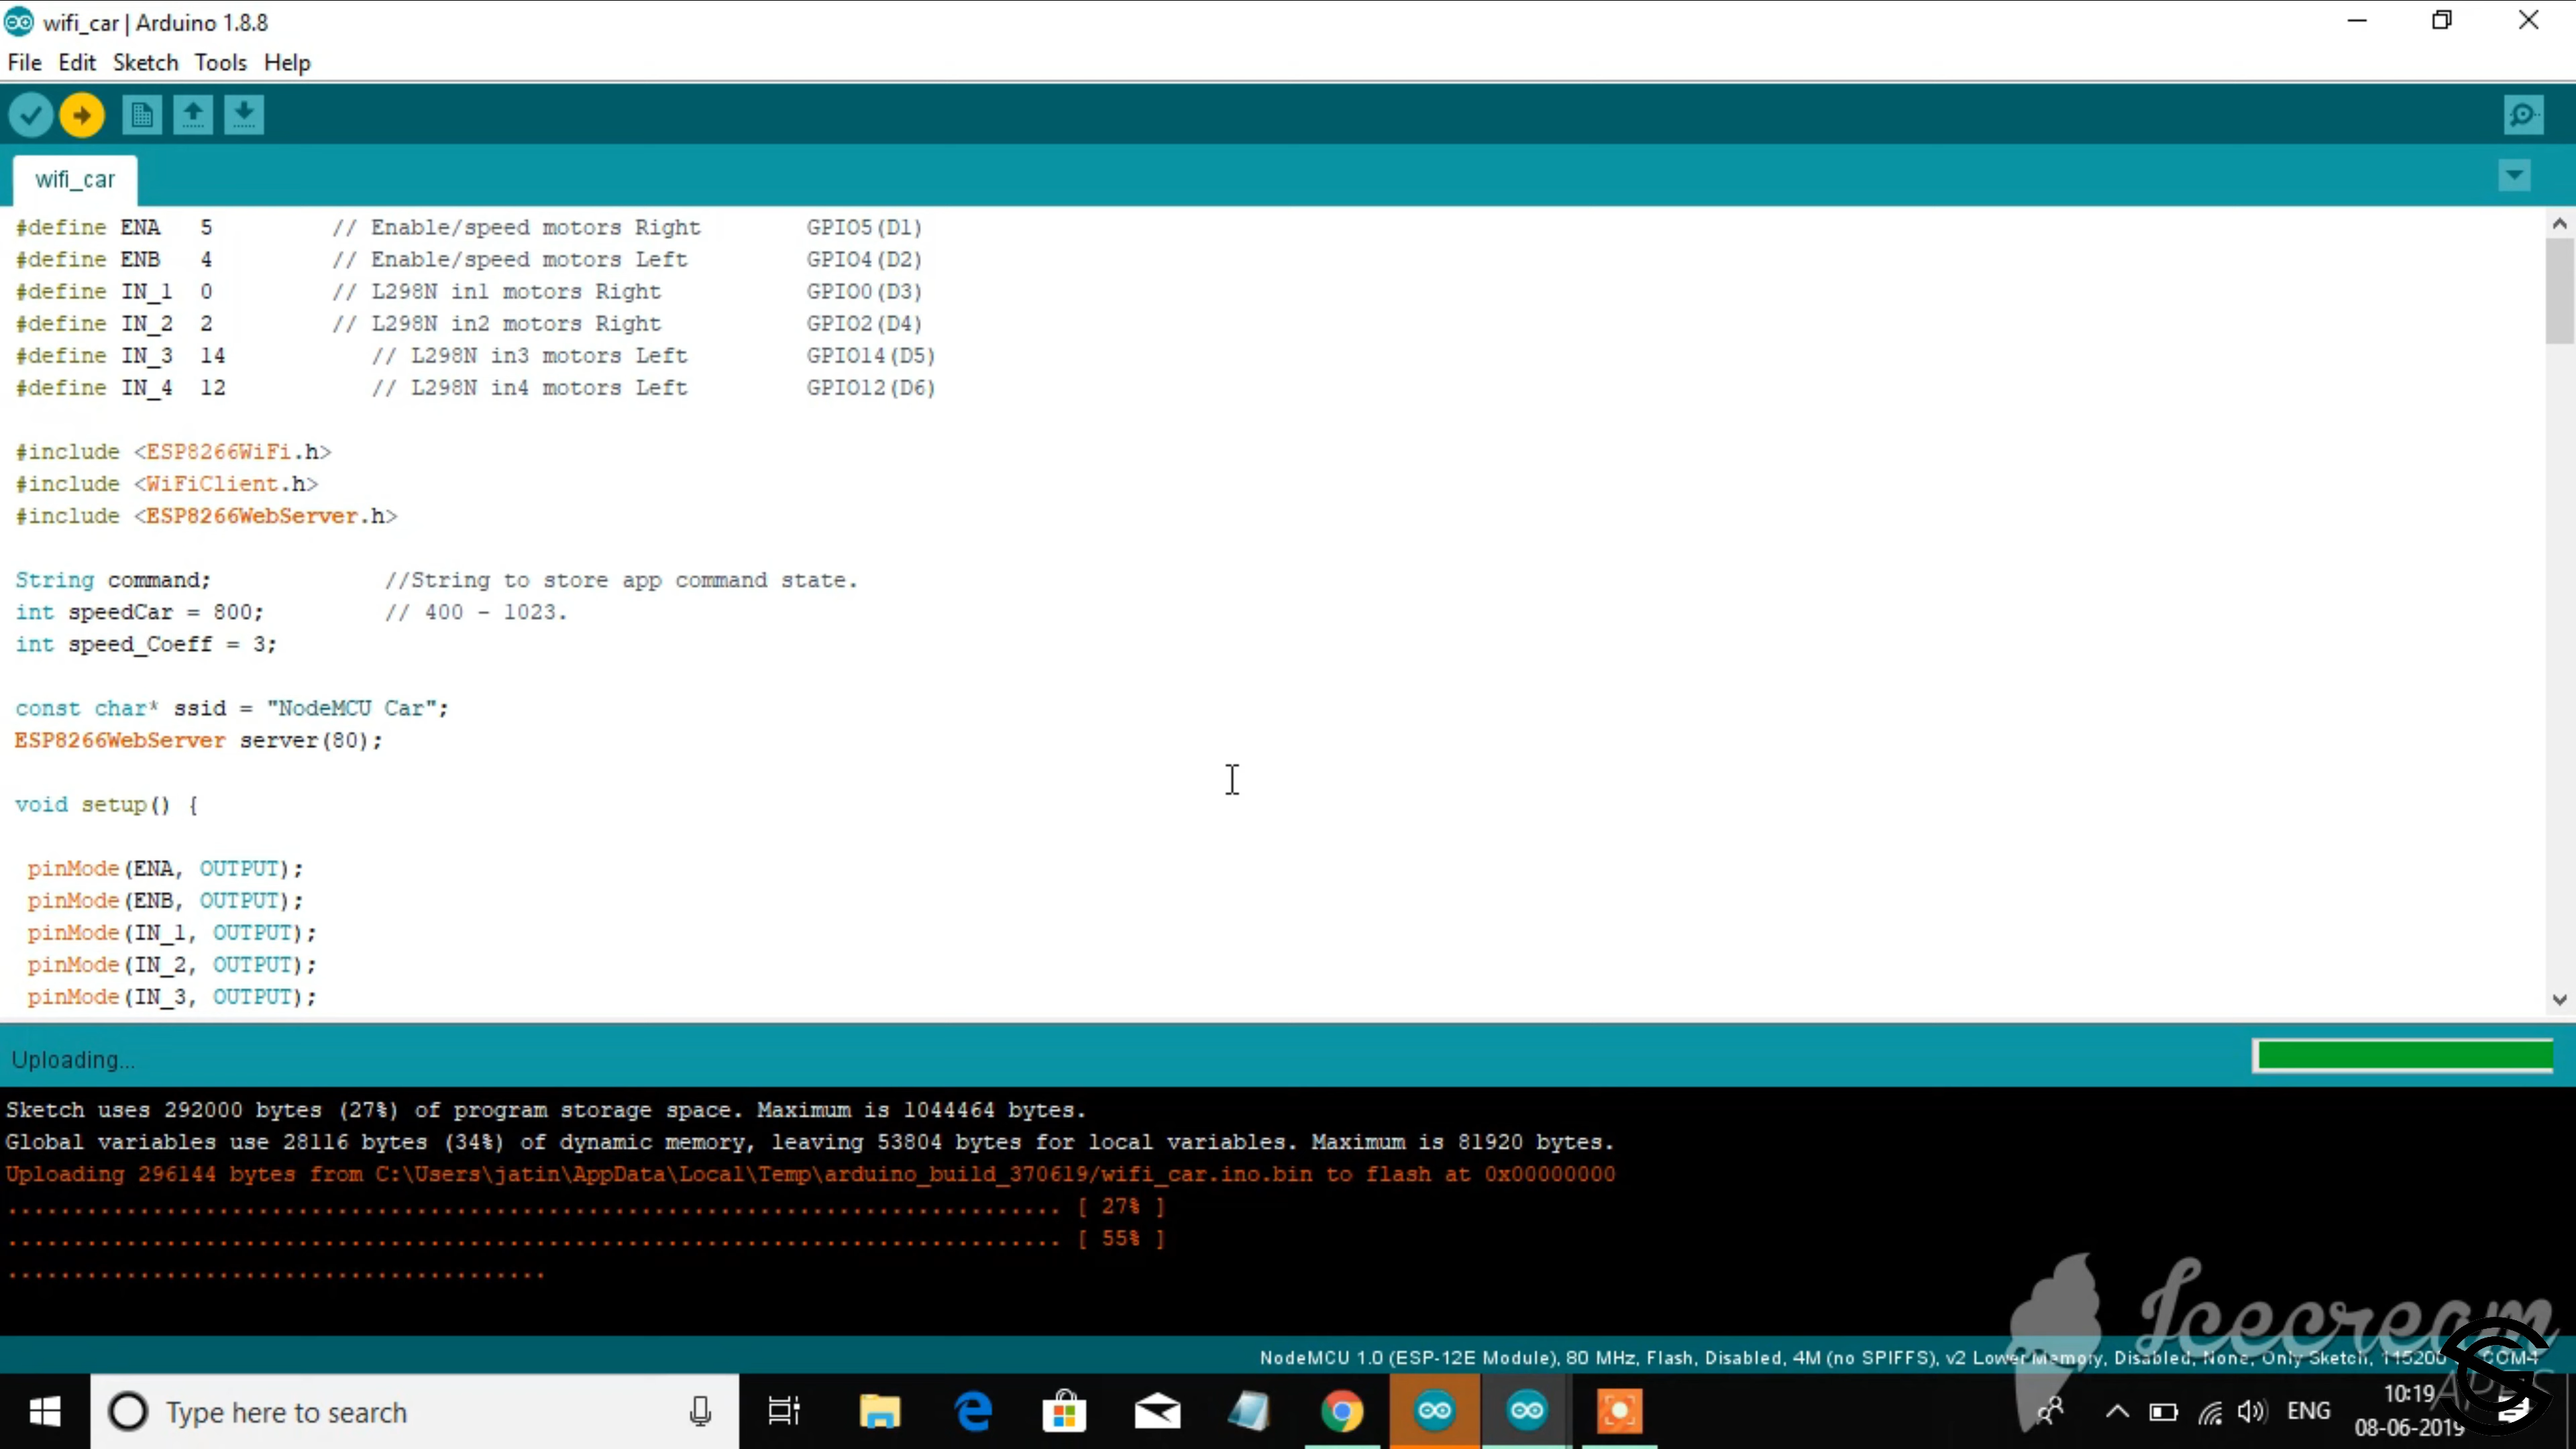 wifi_car | Arduino 1.8.8
File Edit Sketch Tools Help
wifi_car
#define ENA 5 // Enable/speed motors Right GPIO5(D1)
#define ENB 4 // Enable/speed motors Left GPIO4(D2)
#define IN_1 0 // L298N in1 motors Right GPIO0(D3)
#define IN_2 2 // L298N in2 motors Right GPIO2(D4)
#define IN_3 14 // L298N in3 motors Left GPIO14(D5)
#define IN_4 12 // L298N in4 motors Left GPIO12(D6)
#include <ESP8266WiFi.h>
#include <WiFiClient.h>
#include <ESP8266WebServer.h>
String command; //String to store app command state.
int speedCar = 800; // 400 - 1023.
int speed_Coeff = 3;
const char* ssid = "NodeMCU Car";
ESP8266WebServer server(80);
void setup() {
pinMode(ENA, OUTPUT);
pinMode(ENB, OUTPUT);
pinMode(IN_1, OUTPUT);
pinMode(IN_2, OUTPUT);
pinMode(IN_3, OUTPUT);
Uploading...
Sketch uses 292000 bytes (27%) of program storage space. Maximum is 1044464 bytes.
Global variables use 28116 bytes (34%) of dynamic memory, leaving 53804 bytes for local variables. Maximum is 81920 bytes.
Uploading 296144 bytes from C:\Users\jatin\AppData\Local\Temp\arduino_build_370619/wifi_car.ino.bin to flash at 0x00000000
................................................................................ [ 27% ]
................................................................................ [ 55% ]
.........................................
Icecream
NodeMCU 1.0 (ESP-12E Module), 80 MHz, Flash, Disabled, 4M (no SPIFFS), v2 Lower Memory, Disabled, None, Only Sketch, 115200 COM4
Type here to search
ENG
10:19
08-06-2019